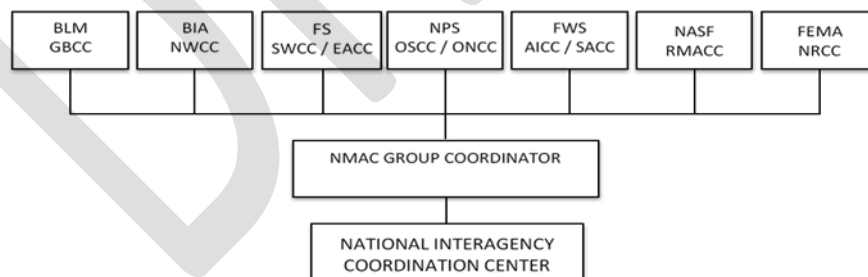 BLM
GBCC
BIA
NWCC
FS
SWCC / EACC
NPS
OSCC / ONCC
FWS
AICC / SACC
NASF
RMACC
FEMA
NRCC
NMAC GROUP COORDINATOR
NATIONAL INTERAGENCY
COORDINATION CENTER